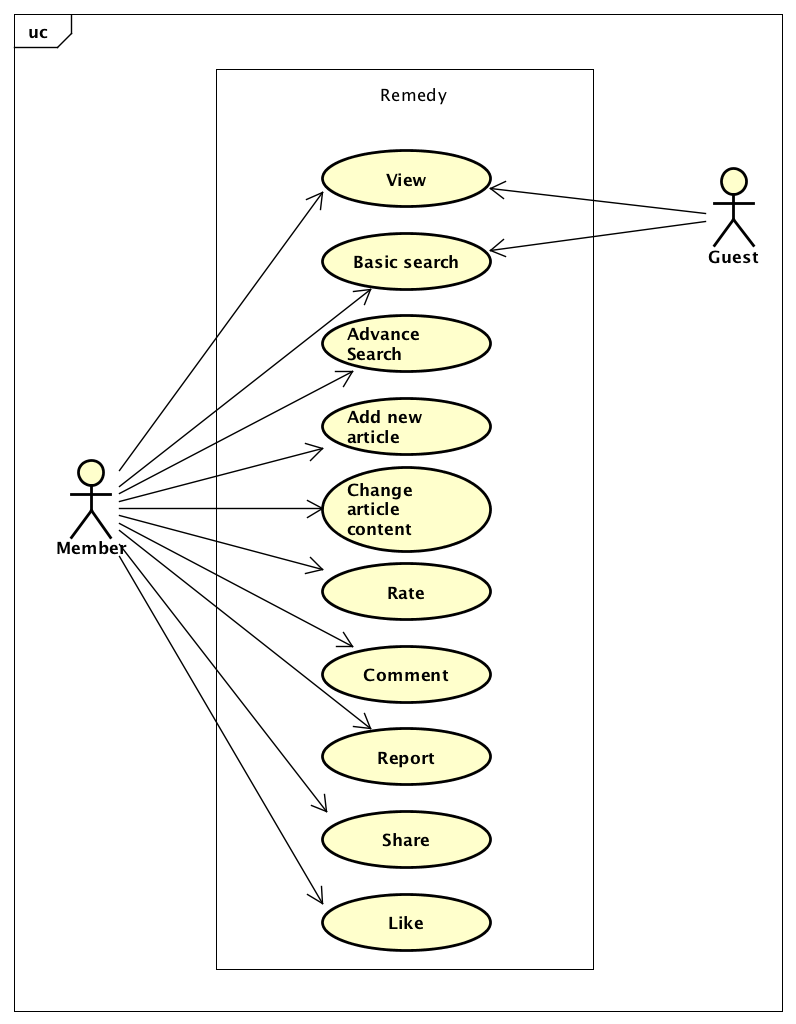 uc
Remedy
View
Guest
Basic search
Advance
Search
Add new
article
Change
article
content
Member
Rate
Comment
Report
Share
Like